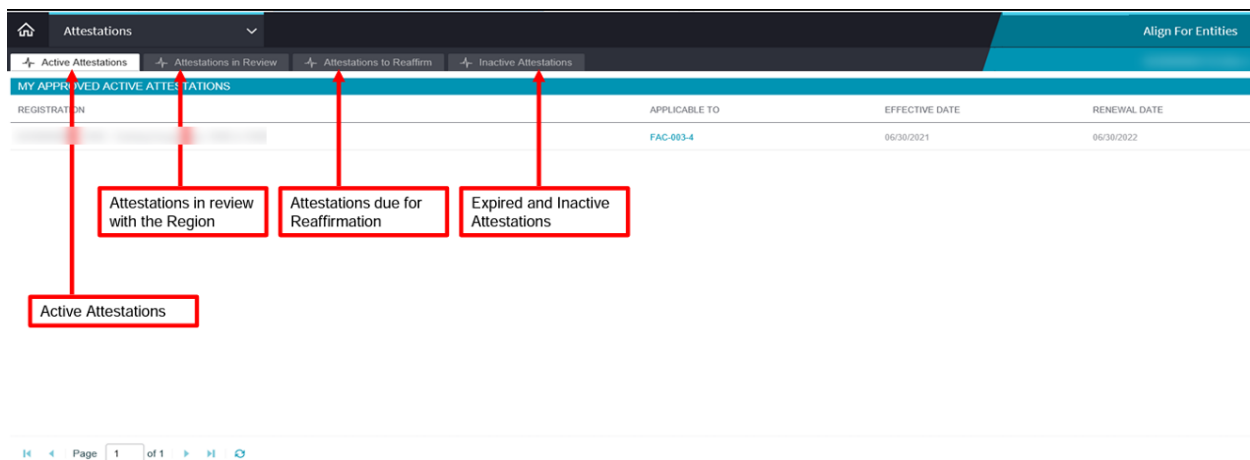 Attestations
Align For Entities
Active Attestations
Attestations in Review
Attestations to Reaffirm
Inactive Attestations
MY APPROVED ACTIVE ATTESTATIONS
REGISTRATION
APPLICABLE TO
EFFECTIVE DATE
RENEWAL DATE
FAC-003-4
06/30/2021
06/30/2022
Attestations in review
with the Region
Attestations due for
Reaffirmation
Expired and Inactive
Attestations
Active Attestations
Page 1 of 1